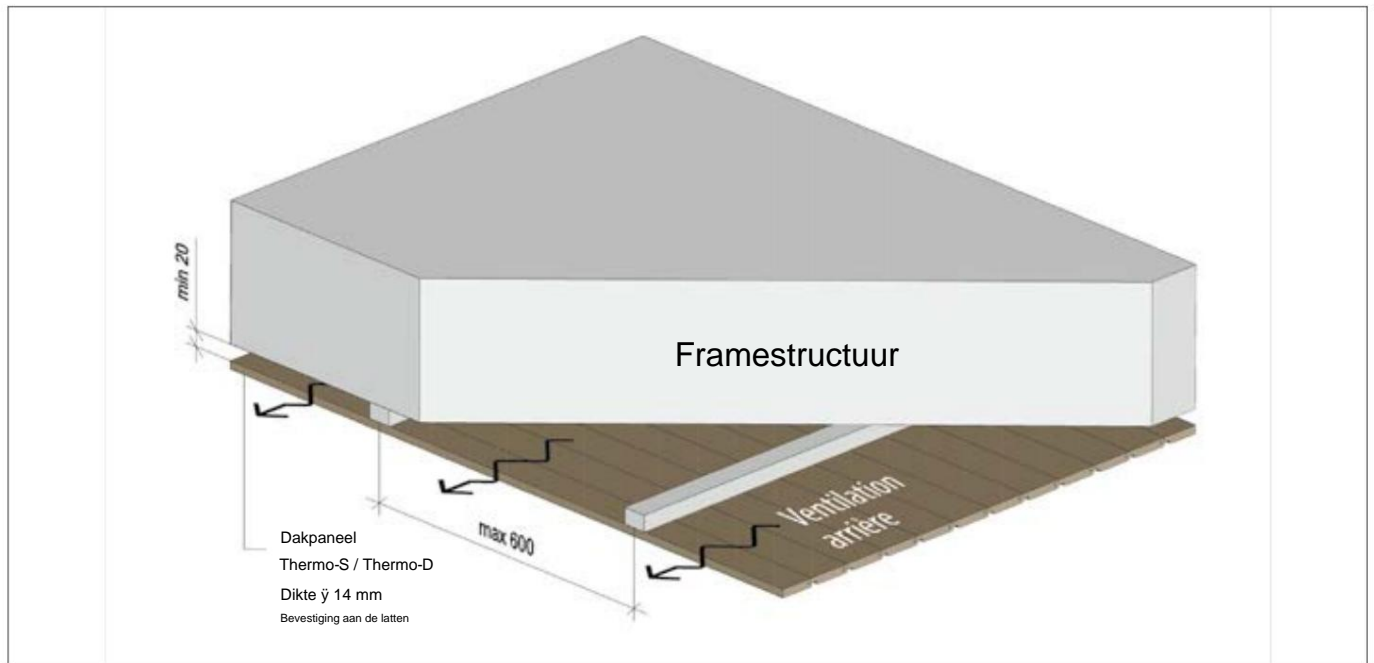 min 20
Framestructuur
Ventilation
arrière
max 600
Dakpaneel
Thermo-S / Thermo-D
Dikte ÿ 14 mm
Bevestiging aan de latten